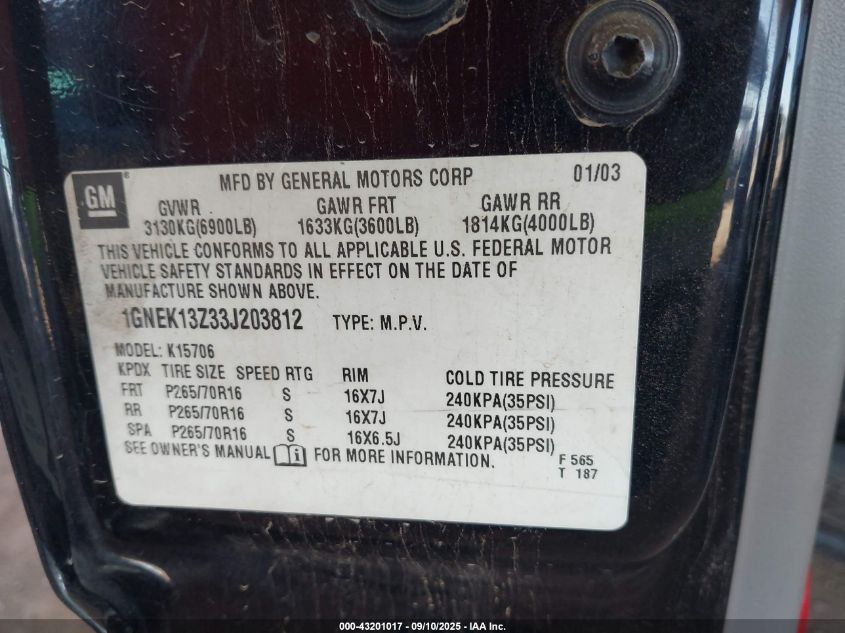 GM ®
MFD BY GENERAL MOTORS CORP 01/03
GVWR GAWR FRT GAWR RR
3130KG(6900LB) 1633KG(3600LB) 1814KG(4000LB)
THIS VEHICLE CONFORMS TO ALL APPLICABLE U.S. FEDERAL MOTOR
VEHICLE SAFETY STANDARDS IN EFFECT ON THE DATE OF
MANUFACTURE SHOWN ABOVE.
1GNEK13Z33J203812 TYPE: M.P.V.
MODEL: K15706
KPDX TIRE SIZE SPEED RTG RIM COLD TIRE PRESSURE
FRT P265/70R16 S 16X7J 240KPA(35PSI)
RR P265/70R16 S 16X7J 240KPA(35PSI)
SPA P265/70R16 S 16X6.5J 240KPA(35PSI)
SEE OWNER'S MANUAL i FOR MORE INFORMATION.
F 565
T 187
000-43201017 - 09/10/2025 - IAA Inc.